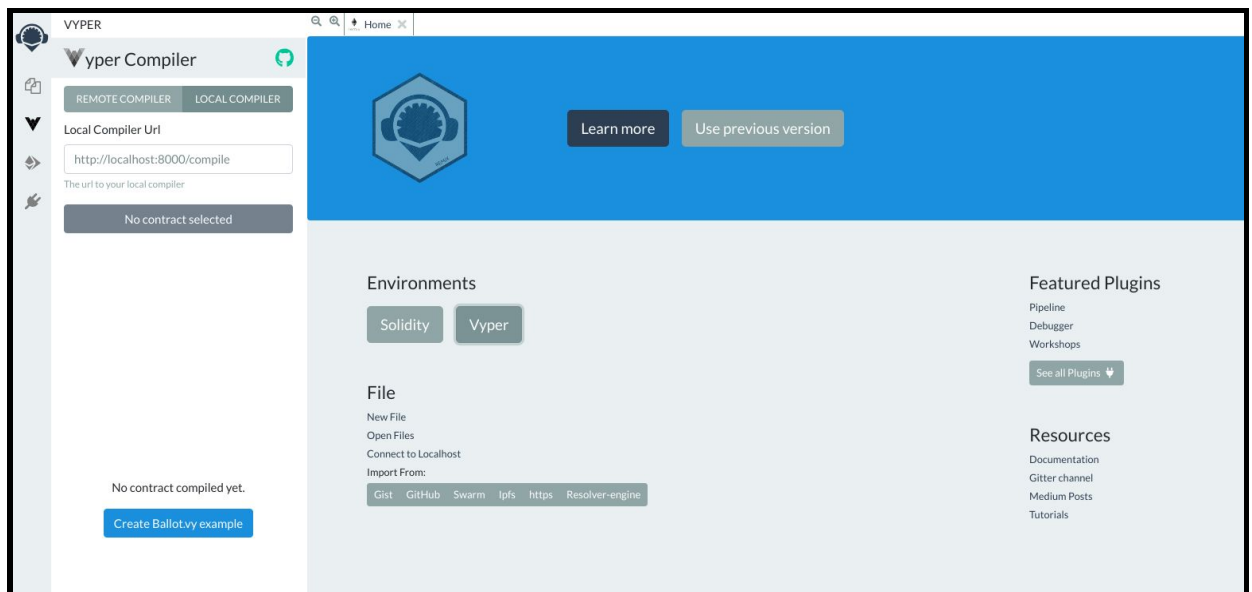 VYPER
Vyper Compiler
REMOTE COMPILER LOCAL COMPILER
Local Compiler Url
http://localhost:8000/compile
The url to your local compiler
No contract selected
No contract compiled yet.
Create Ballot.vy example
Home
Learn more Use previous version
Environments
Solidity Vyper
File
New File
Open Files
Connect to Localhost
Import From:
Gist GitHub Swarm Ipfs https Resolver-engine
Featured Plugins
Pipeline
Debugger
Workshops
See all Plugins
Resources
Documentation
Gitter channel
Medium Posts
Tutorials